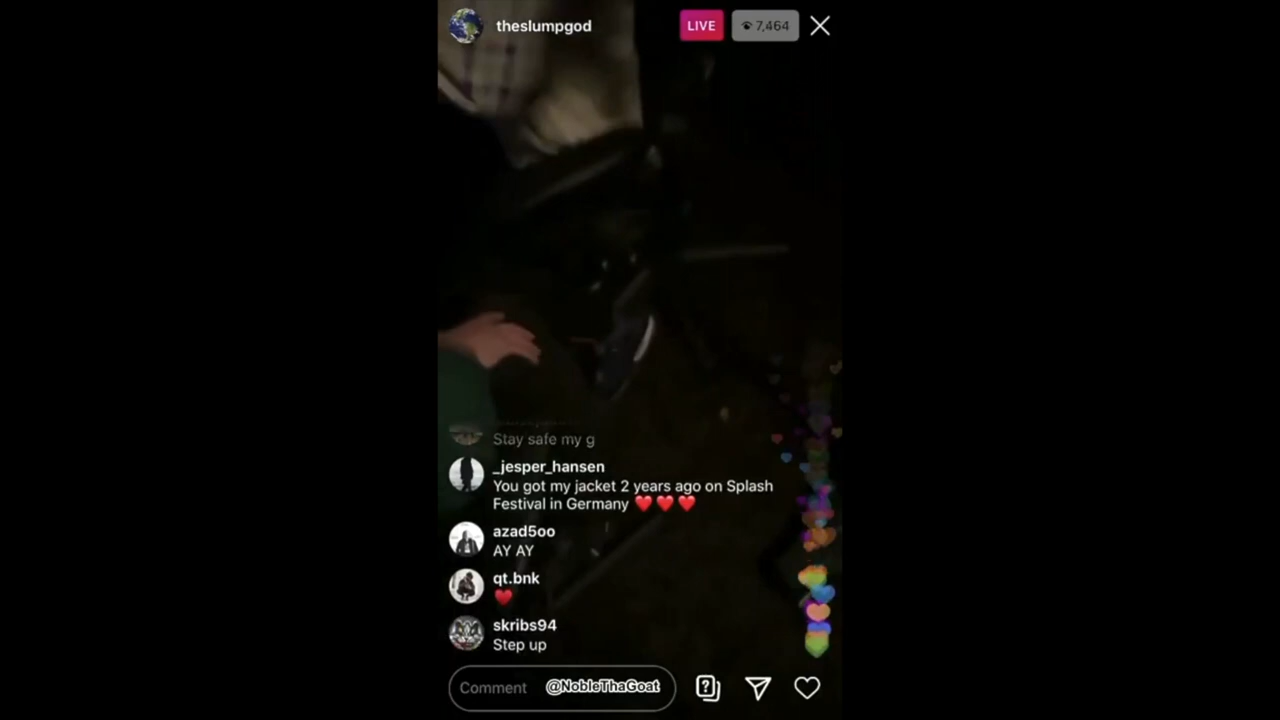 theslumpgod
LIVE
7,464
Stay safe my g
_jesper_hansen
You got my jacket 2 years ago on Splash
Festival in Germany ❤️❤️❤️
azad5oo
AY AY
qt.bnk
❤️
skribs94
Step up
Comment
@NobleThaGoat